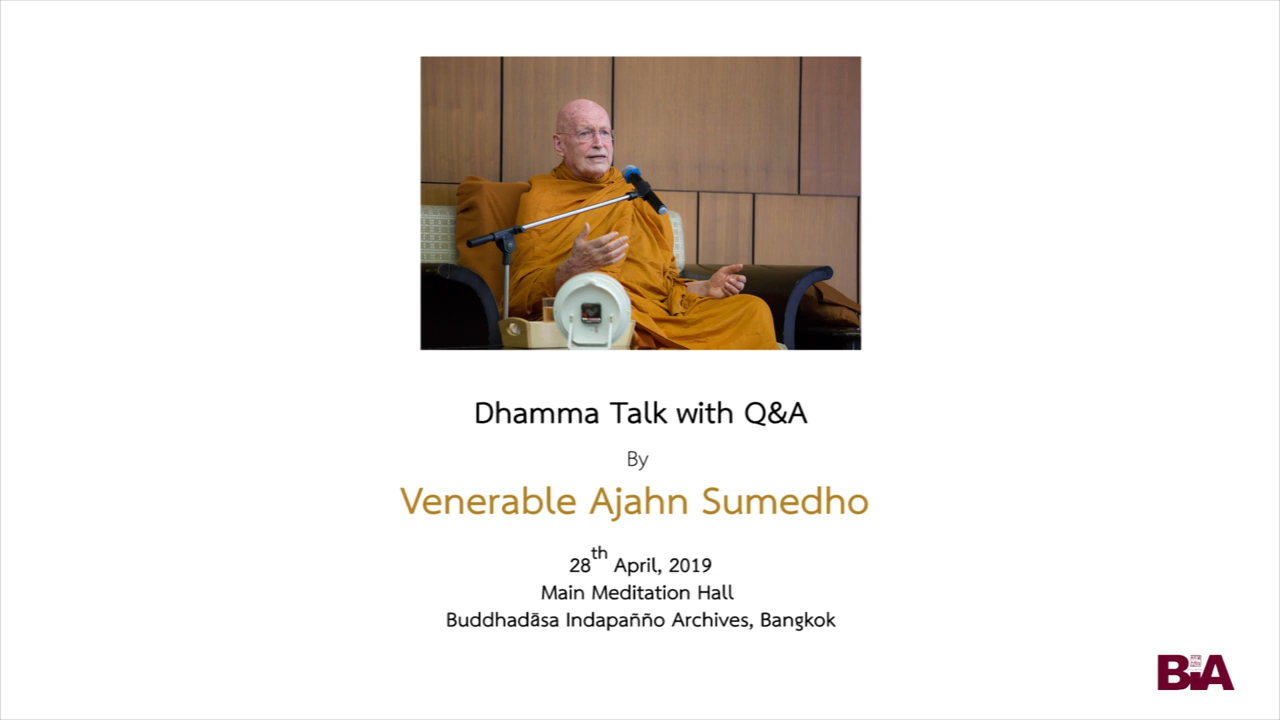 Dhamma Talk with Q&A
By
Venerable Ajahn Sumedho
28th April, 2019
Main Meditation Hall
Buddhadāsa Indapañño Archives, Bangkok
BiA